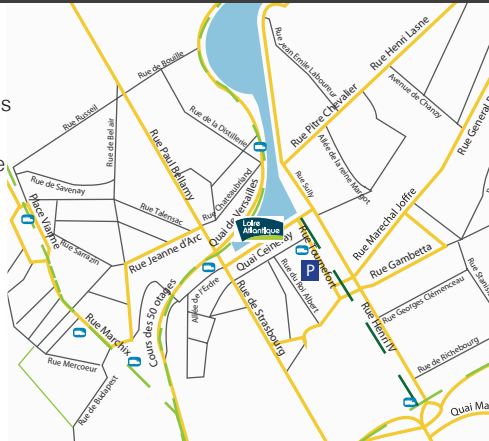 Rue Henri Lasne
Rue Jean Emile Laboureur
Rue de Bouille
Avenue de Chanzy
s
Rue Russeil
Rue de Bel air
Rue de la Distillerie
Rue Pitre Chevalier
Rue General B
Allée de la reine Margot
Rue Paul Bellamy
e
Rue de Savenay
Rue Chateaubriand
Rue Sully
Quai de Versailles
Place Viarme
Rue Talensac
Rue Marechal Joffre
Loire
Atlantique
Rue Sarrazin
Rue Jeanne d'Arc
Quai Ceineray
Rue Tournefort
Rue Gambetta
P
Rue du Roi Albert
Rue Stanis
Allée de l'Erdre
Rue de Strasbourg
Cours des 50 otages
Rue Georges Clémenceau
Rue Marchix
Rue Henri IV
Rue Mercoeur
Rue de Richebourg
Rue de Budapest
Quai Ma